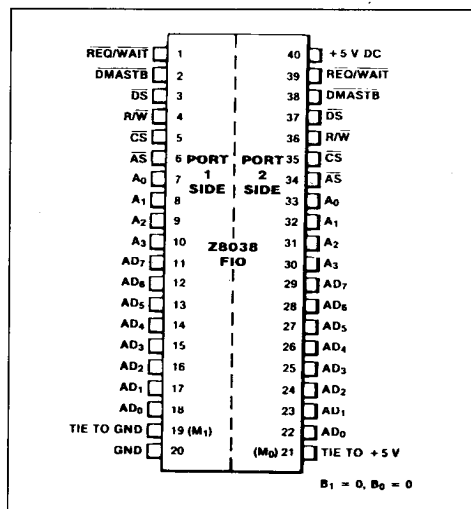 REQ/WAIT 1 40 +5 V DC
DMASTB 2 39 REQ/WAIT
DS 3 38 DMASTB
R/W 4 37 DS
CS 5 36 R/W
AS 6 35 CS
PORT 1 SIDE PORT 2 SIDE
A0 7 34 AS
A1 8 33 A0
A2 9 32 A1
A3 10 31 A2
Z8038 FIO
AD7 11 30 A3
AD6 12 29 AD7
AD5 13 28 AD6
AD4 14 27 AD5
AD3 15 26 AD4
AD2 16 25 AD3
AD1 17 24 AD2
AD0 18 23 AD1
TIE TO GND 19 (M1) 22 AD0
GND 20 (M0) 21 TIE TO +5 V
B1 = 0, B0 = 0